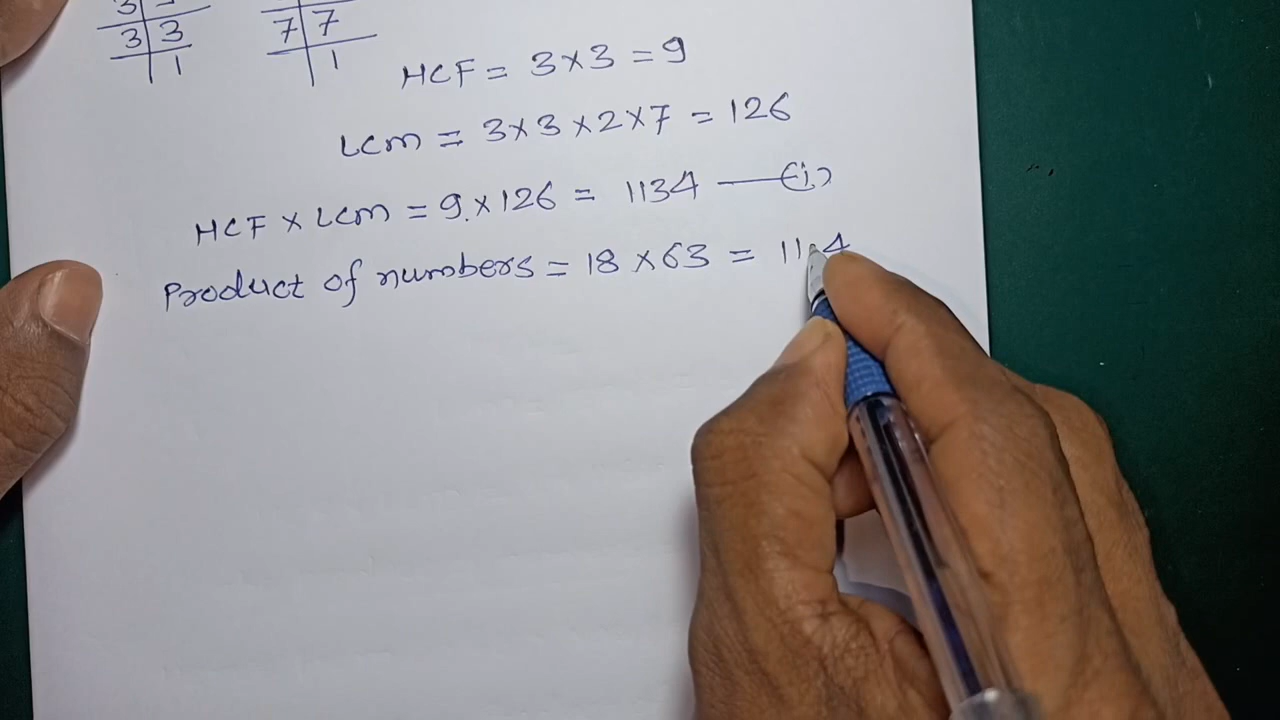 3
3 3
7 7
1
1
HCF = 3×3 = 9
LCM = 3×3×2×7 = 126
HCF × LCM = 9×126 = 1134 —(i)
Product of numbers = 18×63 =